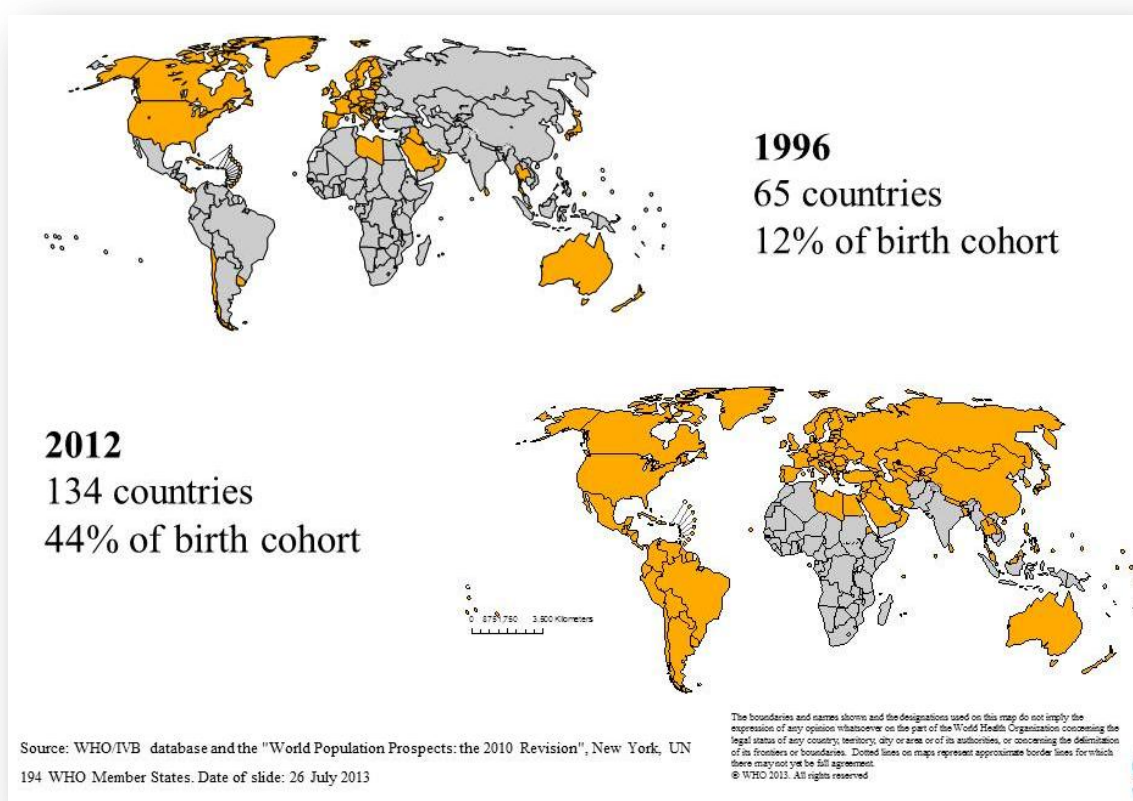 1996
65 countries
12% of birth cohort
2012
134 countries
44% of birth cohort
0 875 1,750 3,500 Kilometers
Source: WHO/IVB database and the "World Population Prospects: the 2010 Revision", New York, UN
194 WHO Member States. Date of slide: 26 July 2013
The boundaries and names shown and the designations used on this map do not imply the
expression of any opinion whatsoever on the part of the World Health Organization concerning the
legal status of any country, territory, city or area or of its authorities, or concerning the delimitation
of its frontiers or boundaries. Dotted lines on maps represent approximate border lines for which
there may not yet be full agreement.
© WHO 2013. All rights reserved